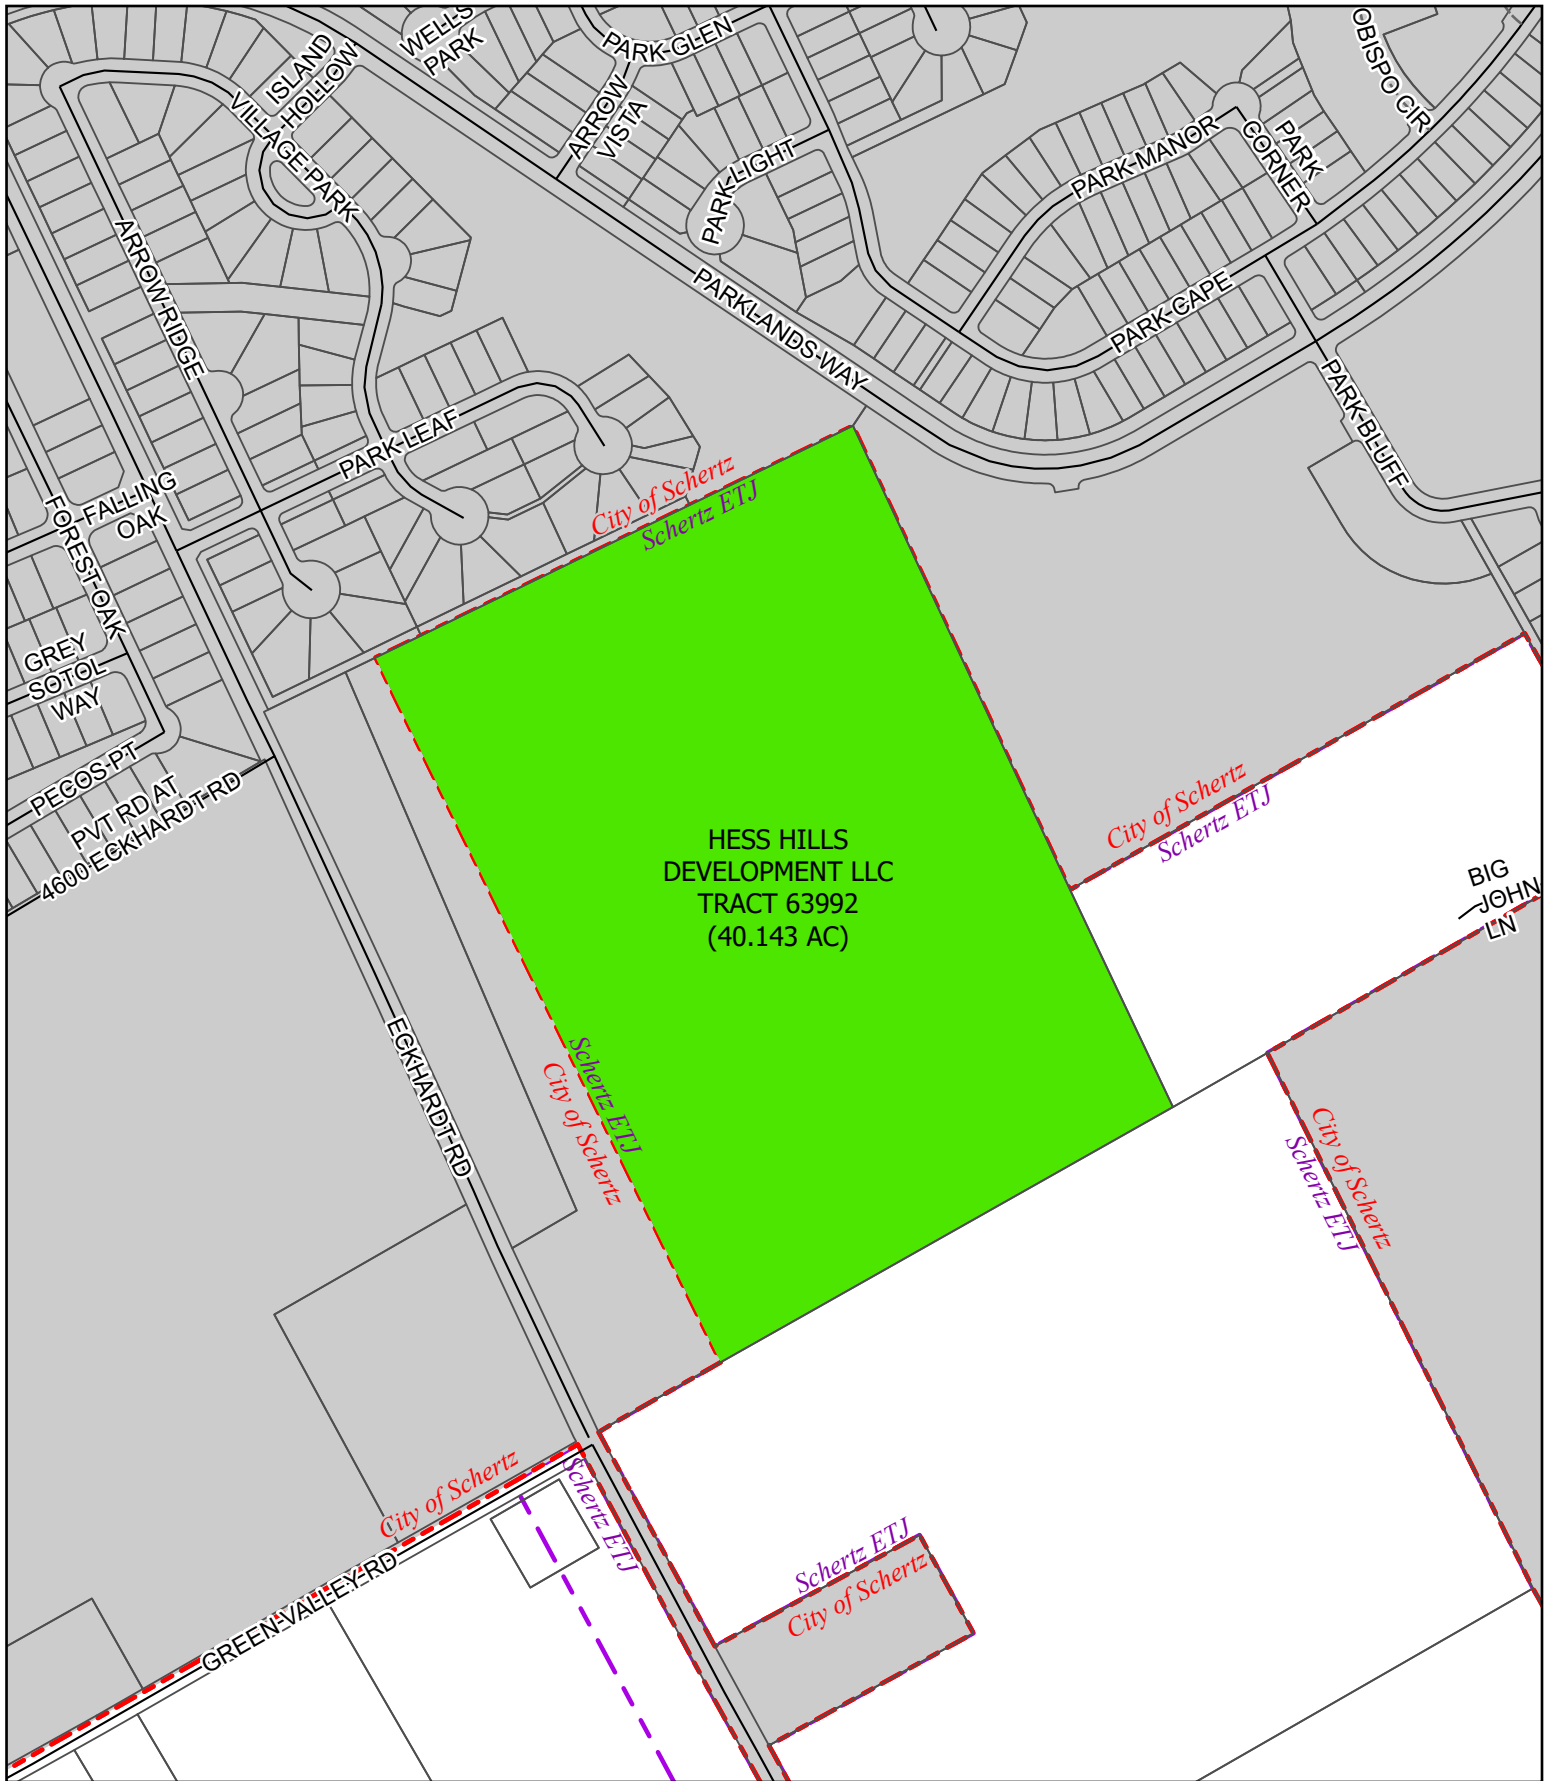 WELLS
PARK
PARK GLEN
OBISPO CIR
ISLAND
HOLLOW
VILLAGE PARK
ARROW
VISTA
PARK LIGHT
PARK MANOR
PARK
CORNER
ARROW RIDGE
PARKLANDS WAY
PARK CAPE
PARK BLUFF
PARK LEAF
FALLING
OAK
FOREST OAK
City of Schertz
Schertz ETJ
GREY
SOTOL
WAY
PECOS PT
PVT RD AT
4600 ECKHARDT RD
City of Schertz
Schertz ETJ
HESS HILLS
DEVELOPMENT LLC
TRACT 63992
(40.143 AC)
BIG
JOHN
LN
ECKHARDT RD
Schertz ETJ
City of Schertz
City of Schertz
Schertz ETJ
City of Schertz
Schertz ETJ
GREEN VALLEY RD
Schertz ETJ
City of Schertz